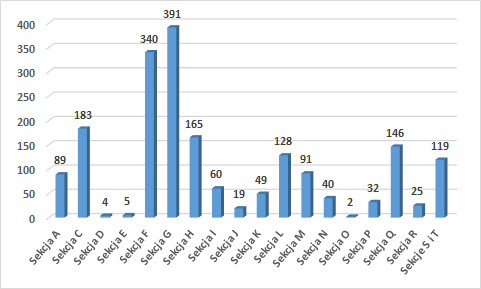 400
350
300
250
200
150
100
50
0
89
183
4
5
340
391
165
60
19
49
128
91
40
2
32
146
25
119
Sekcja A
Sekcja C
Sekcja D
Sekcja E
Sekcja F
Sekcja G
Sekcja H
Sekcja I
Sekcja J
Sekcja K
Sekcja L
Sekcja M
Sekcja N
Sekcja O
Sekcja P
Sekcja Q
Sekcja R
Sekcje S i T